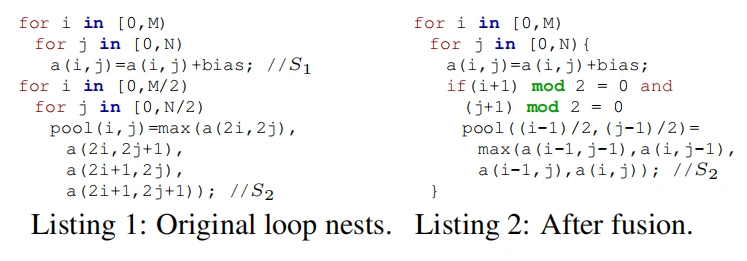 for i in [0,M)
  for j in [0,N)
    a(i,j)=a(i,j)+bias; //S₁
for i in [0,M/2)
  for j in [0,N/2)
    pool(i,j)=max(a(2i,2j),
      a(2i,2j+1),
      a(2i+1,2j),
      a(2i+1,2j+1)); //S₂
Listing 1: Original loop nests.
for i in [0,M)
  for j in [0,N){
    a(i,j)=a(i,j)+bias;
    if(i+1) mod 2 = 0 and
      (j+1) mod 2 = 0
      pool((i-1)/2,(j-1)/2)=
        max(a(i-1,j-1),a(i,j-1),
        a(i-1,j),a(i,j)); //S₂
  }
Listing 2: After fusion.